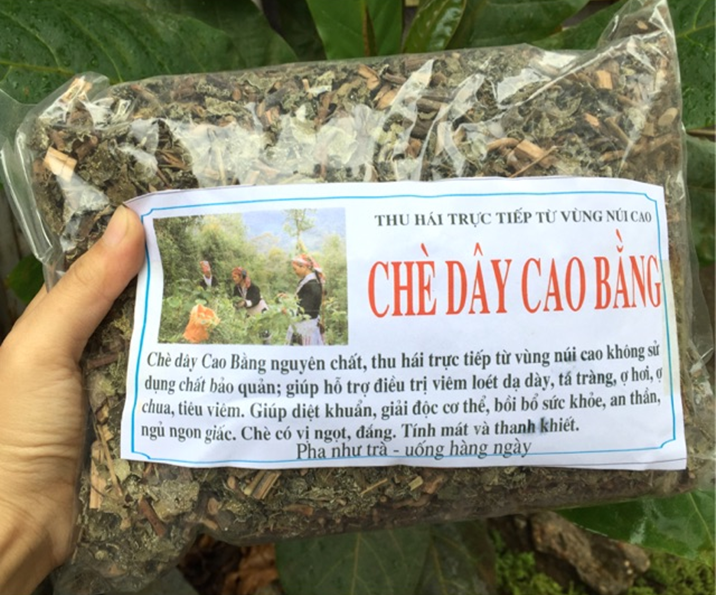 THU HÁI TRỰC TIẾP TỪ VÙNG NÚI CAO
CHÈ DÂY CAO BẰNG
Chè dây Cao Bằng nguyên chất, thu hái trực tiếp từ vùng núi cao không sử
dụng chất bảo quản; giúp hỗ trợ điều trị viêm loét dạ dày, tá tràng, ợ hơi, ợ
chua, tiêu viêm. Giúp diệt khuẩn, giải độc cơ thể, bồi bổ sức khỏe, an thần,
ngủ ngon giấc. Chè có vị ngọt, đắng. Tính mát và thanh khiết.
Pha như trà - uống hàng ngày